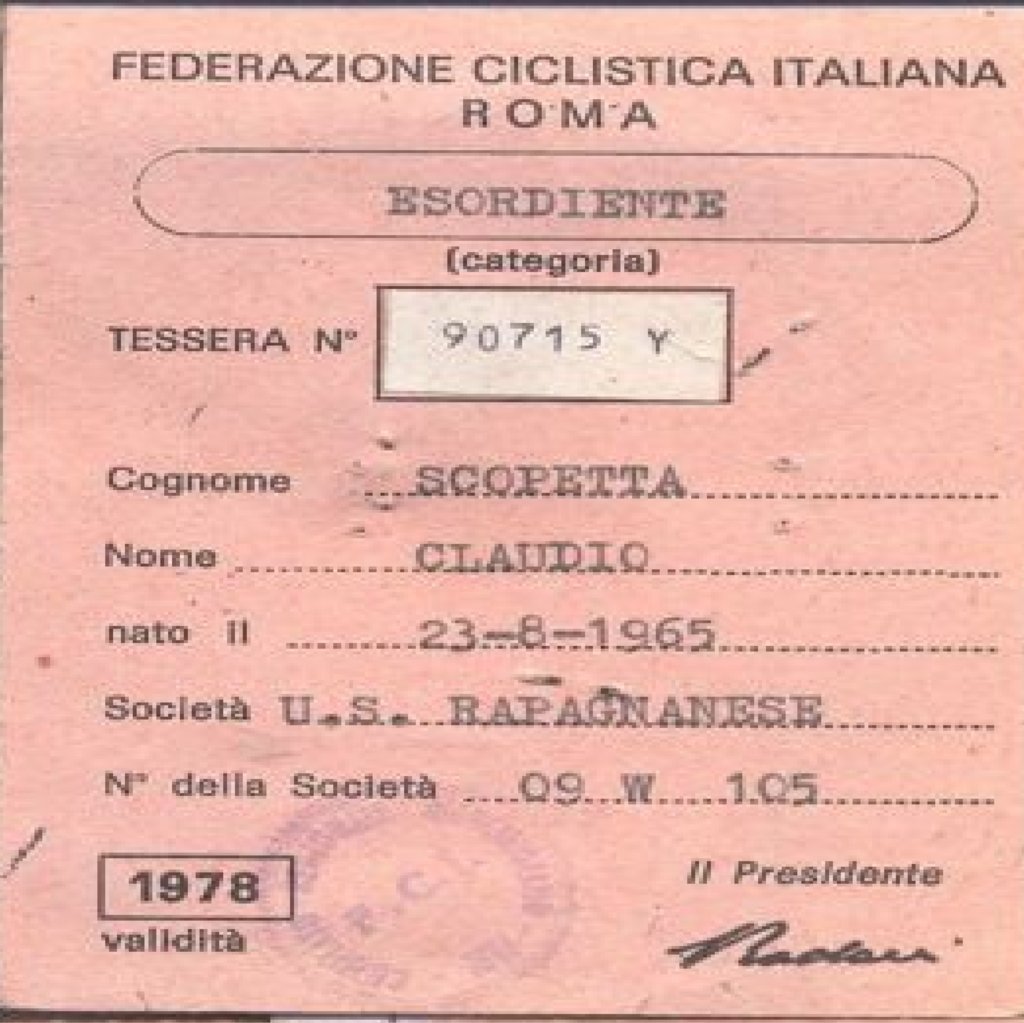 FEDERAZIONE CICLISTICA ITALIANA
ROMA
ESORDIENTE
(categoria)
TESSERA N° 90715 Y
Cognome SCOPETTA
Nome CLAUDIO
nato il 23-8-1965
Società U.S. RAPAGNANESE
N° della Società 09 W 105
1978
validità
Il Presidente